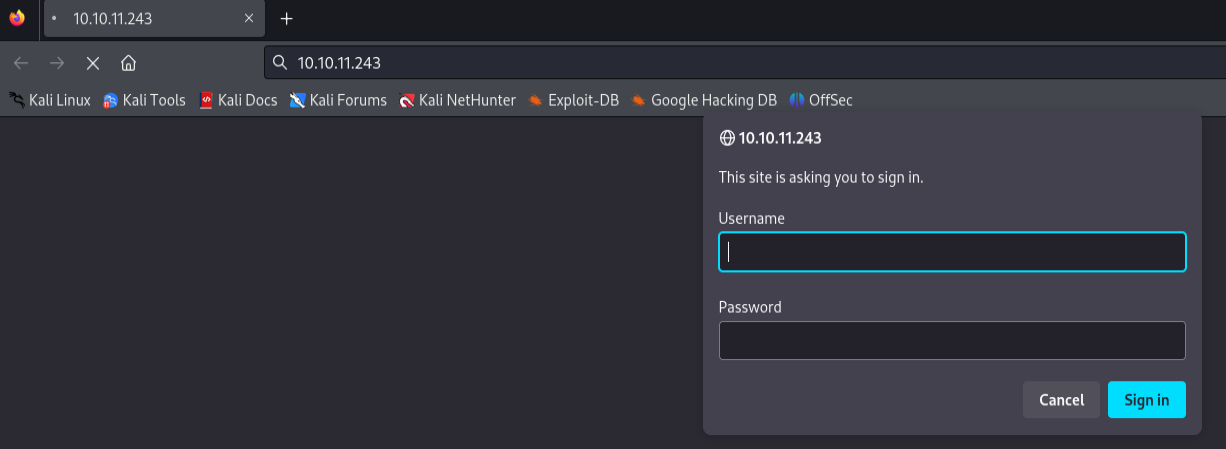 10.10.11.243
10.10.11.243
Kali Linux Kali Tools Kali Docs Kali Forums Kali NetHunter Exploit-DB Google Hacking DB OffSec
10.10.11.243
This site is asking you to sign in.
Username
Password
Cancel Sign in